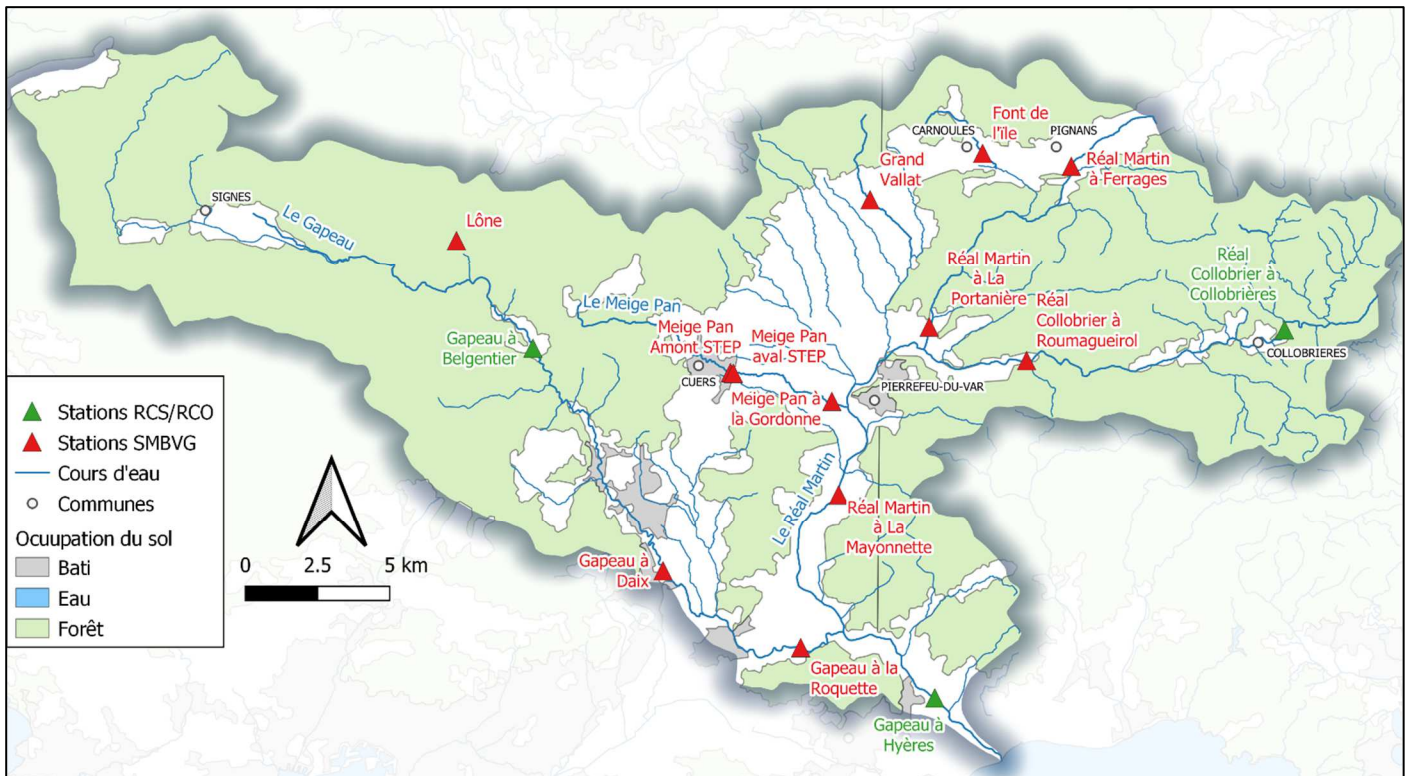 Font de
l'île
CARNOULES
PIGNANS
Grand
Vallat
Réal Martin
à Ferrages
SIGNES
Le Gapeau
Lône
Réal
Collobrier à
Collobrières
Réal Martin
à La
Portanière
Réal
Collobrier à
Roumagueirol
COLLOBRIERES
Le Meige Pan
Gapeau à
Belgentier
Meige Pan
Amont STEP
Meige Pan
aval STEP
CUERS
PIERREFEU-DU-VAR
Meige Pan à
la Gordonne
Stations RCS/RCO
Stations SMBVG
Cours d'eau
Communes
Ocuupation du sol
Bati
Eau
Forêt
0 2.5 5 km
Le Réal Martin
Réal Martin
à La
Mayonnette
Gapeau à
Daix
Gapeau à la
Roquette
Gapeau à
Hyères